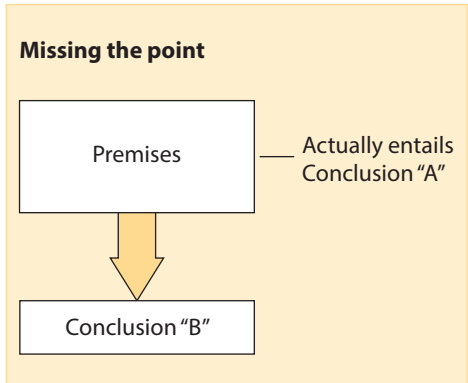 Missing the point
Premises
Actually entails
Conclusion “A”
Conclusion “B”